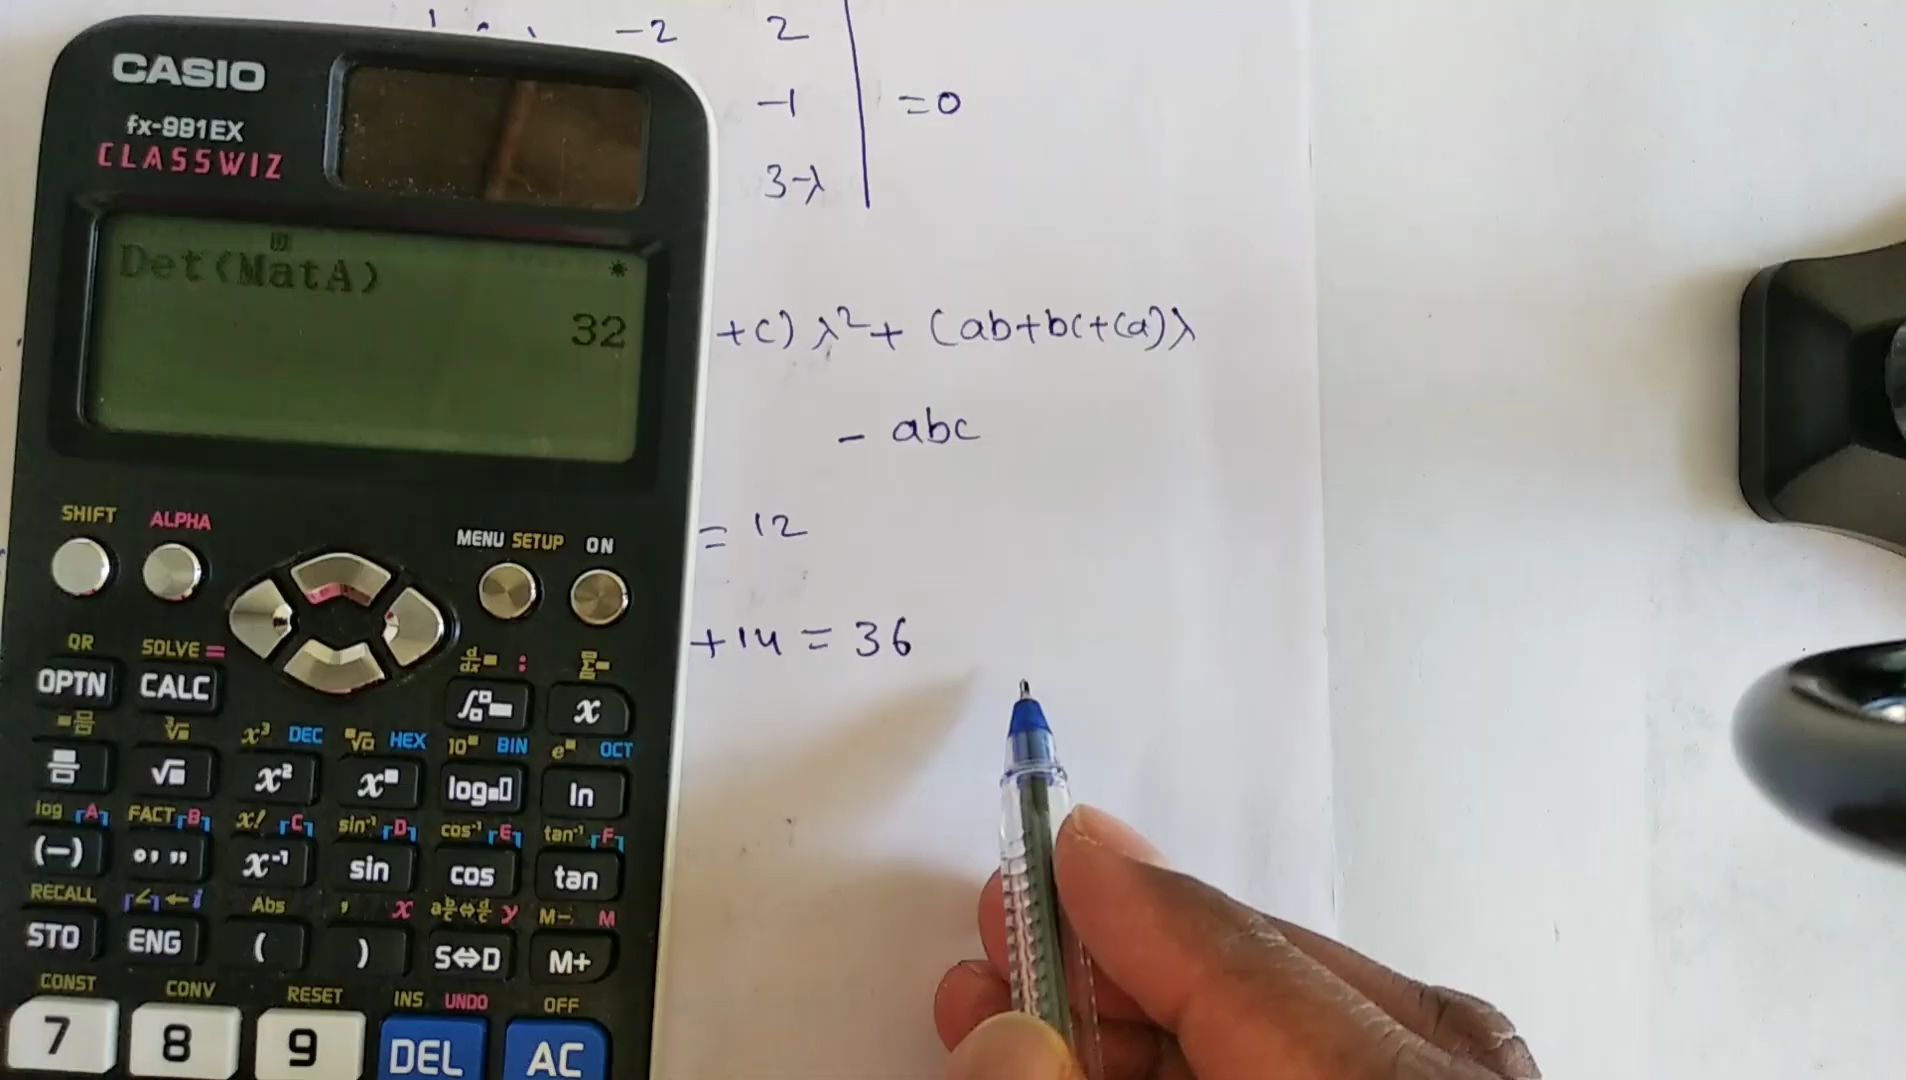 -2 2
-1 =0
3-λ
+c) λ² + (ab+bc+ca)λ
- abc
= 12
+14 = 36
CASIO
fx-991EX
CLASSWIZ
Det(MatA)
32
SHIFT ALPHA MENU SETUP ON
QR SOLVE = d/dx= : Σ=
OPTN CALC ∫ x
x³ DEC HEX 10■ BIN e■ OCT
√■ x² x■ log■□ ln
log A FACT B x! C sin⁻¹ D cos⁻¹ E tan⁻¹ F
(−) °’” x⁻¹ sin cos tan
RECALL ∠ ← i Abs , x a b/c⇔d/c y M− M
STO ENG ( ) S⇔D M+
CONST CONV RESET INS UNDO OFF
7 8 9 DEL AC